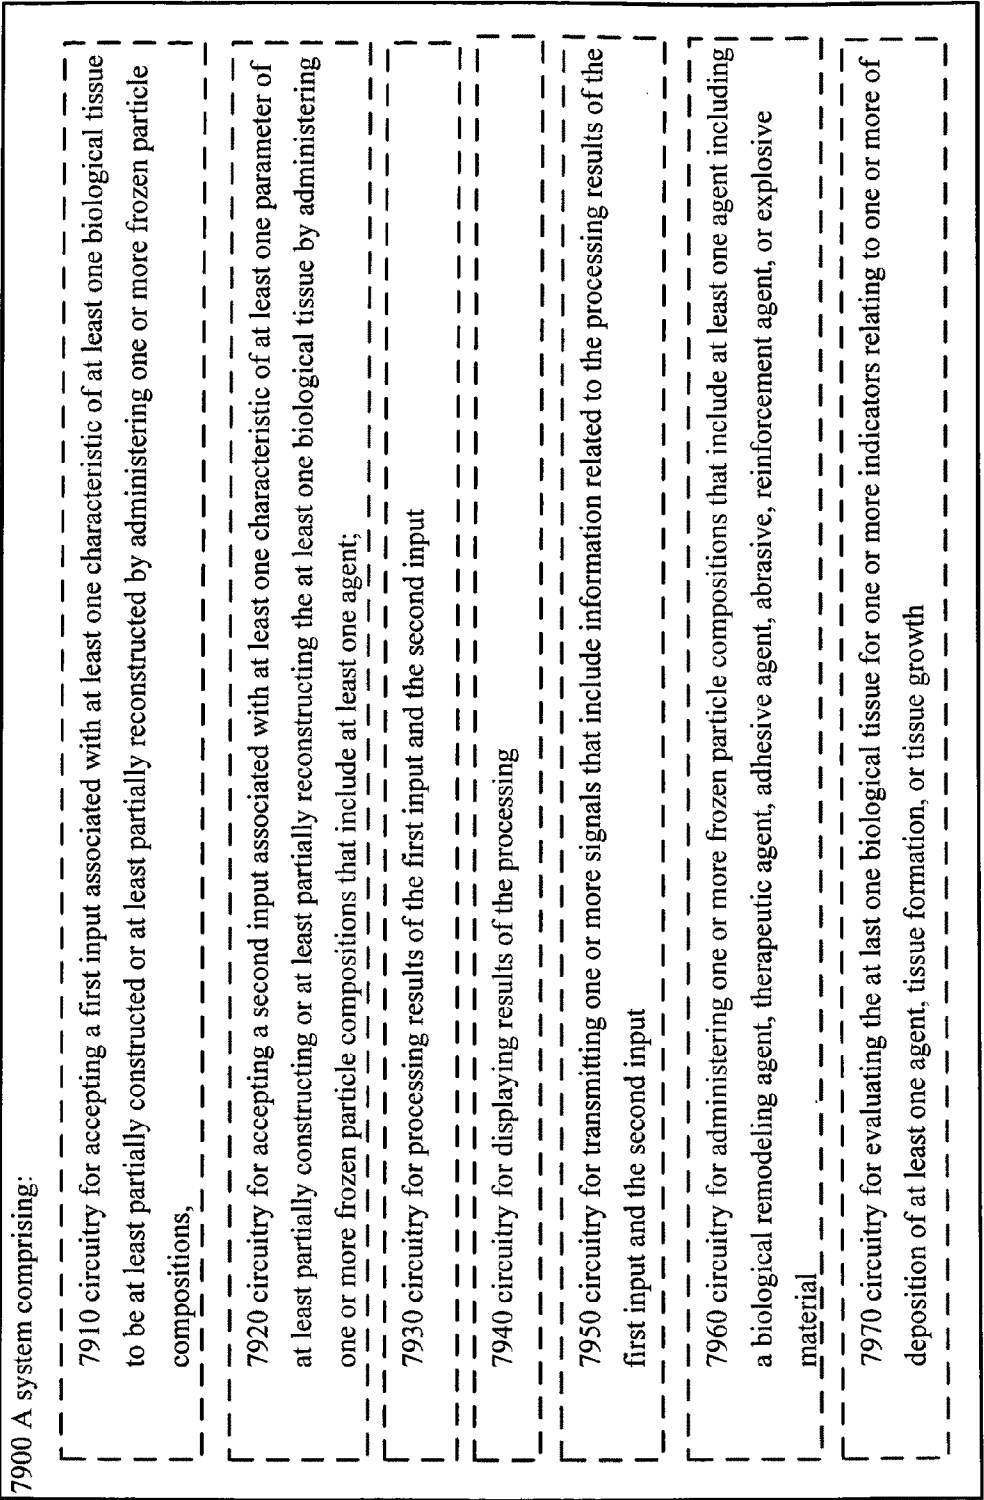 7900 A system comprising:
7910 circuitry for accepting a first input associated with at least one characteristic of at least one biological tissue
to be at least partially constructed or at least partially reconstructed by administering one or more frozen particle
compositions,
7920 circuitry for accepting a second input associated with at least one characteristic of at least one parameter of
at least partially constructing or at least partially reconstructing the at least one biological tissue by administering
one or more frozen particle compositions that include at least one agent;
7930 circuitry for processing results of the first input and the second input
7940 circuitry for displaying results of the processing
7950 circuitry for transmitting one or more signals that include information related to the processing results of the
first input and the second input
7960 circuitry for administering one or more frozen particle compositions that include at least one agent including
a biological remodeling agent, therapeutic agent, adhesive agent, abrasive, reinforcement agent, or explosive
material
7970 circuitry for evaluating the at last one biological tissue for one or more indicators relating to one or more of
deposition of at least one agent, tissue formation, or tissue growth